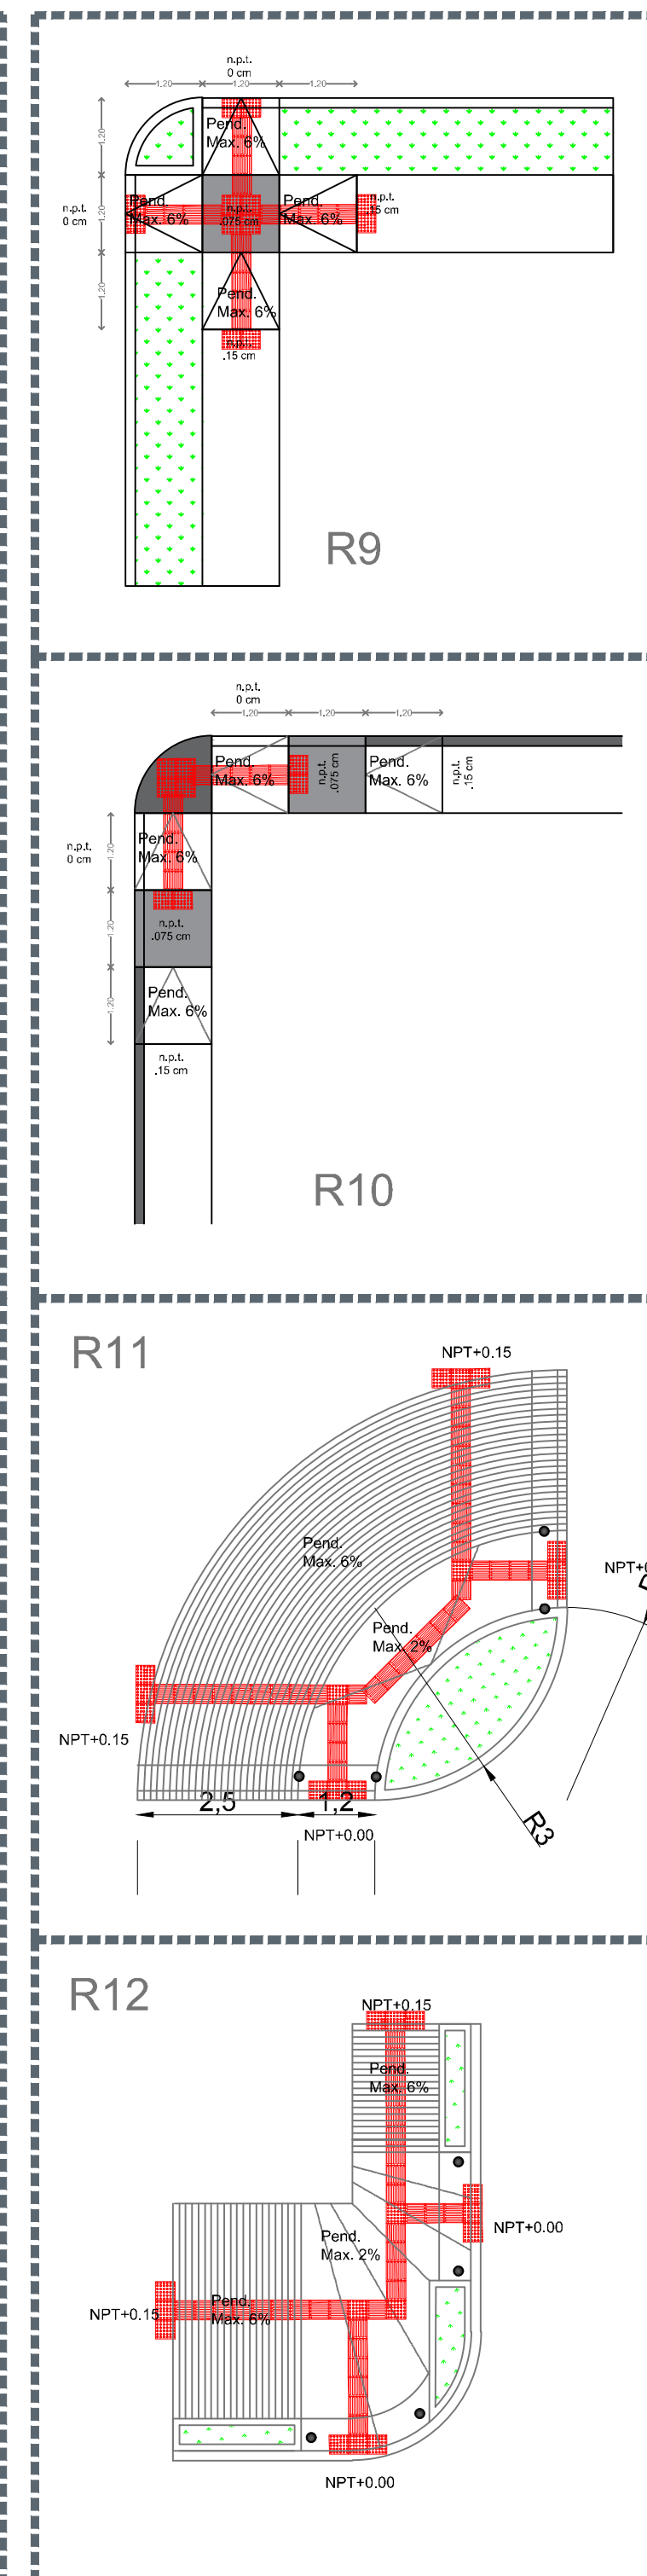 n.p.t.
0 cm
1.20
1.20
1.20
1.20
Pend.
Max. 6%
n.p.t.
0 cm
1.20
Pend.
Max. 6%
n.p.t.
.075 cm
Pend.
Max. 6%
n.p.t.
.15 cm
1.20
Pend.
Max. 6%
n.p.t.
.15 cm
R9
n.p.t.
0 cm
1.20
1.20
1.20
Pend.
Max. 6%
n.p.t.
.075 cm
Pend.
Max. 6%
n.p.t.
.15 cm
n.p.t.
0 cm
1.20
Pend.
Max. 6%
1.20
n.p.t.
.075 cm
1.20
Pend.
Max. 6%
n.p.t.
.15 cm
R10
R11
NPT+0.15
Pend.
Max. 6%
Pend.
Max. 2%
NPT+0.15
2,5
1,2
NPT+0.00
R3
R12
NPT+0.15
Pend.
Max. 6%
NPT+0.00
Pend.
Max. 2%
NPT+0.15
Pend.
Max. 6%
NPT+0.00